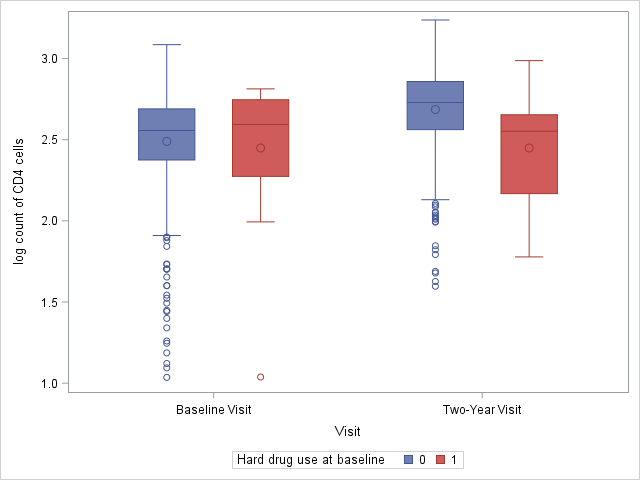 log count of CD4 cells
3.0
2.5
2.0
1.5
1.0
Baseline Visit
Two-Year Visit
Visit
Hard drug use at baseline 0 1